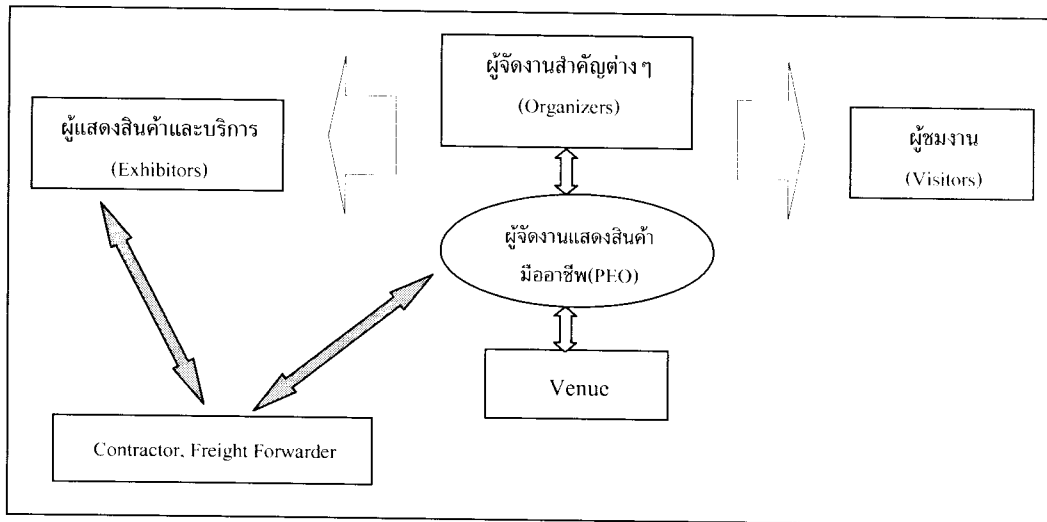 ผู้จัดงานสำคัญต่าง ๆ
(Organizers)
ผู้แสดงสินค้าและบริการ
(Exhibitors)
ผู้ชมงาน
(Visitors)
ผู้จัดงานแสดงสินค้า
มืออาชีพ(PEO)
Venue
Contractor, Freight Forwarder